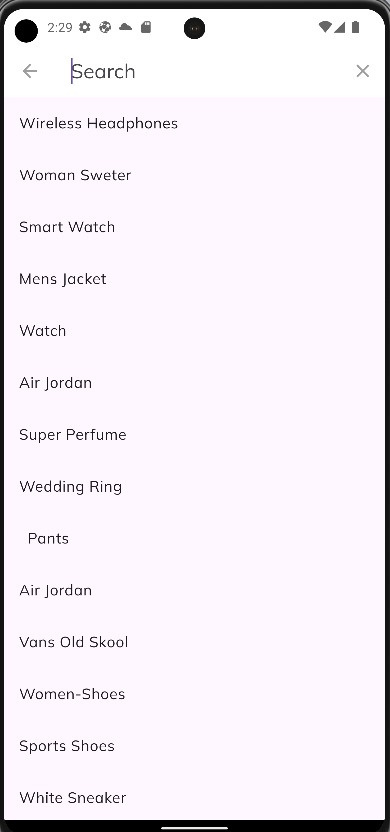 2:29
Search
Wireless Headphones
Woman Sweter
Smart Watch
Mens Jacket
Watch
Air Jordan
Super Perfume
Wedding Ring
Pants
Air Jordan
Vans Old Skool
Women-Shoes
Sports Shoes
White Sneaker